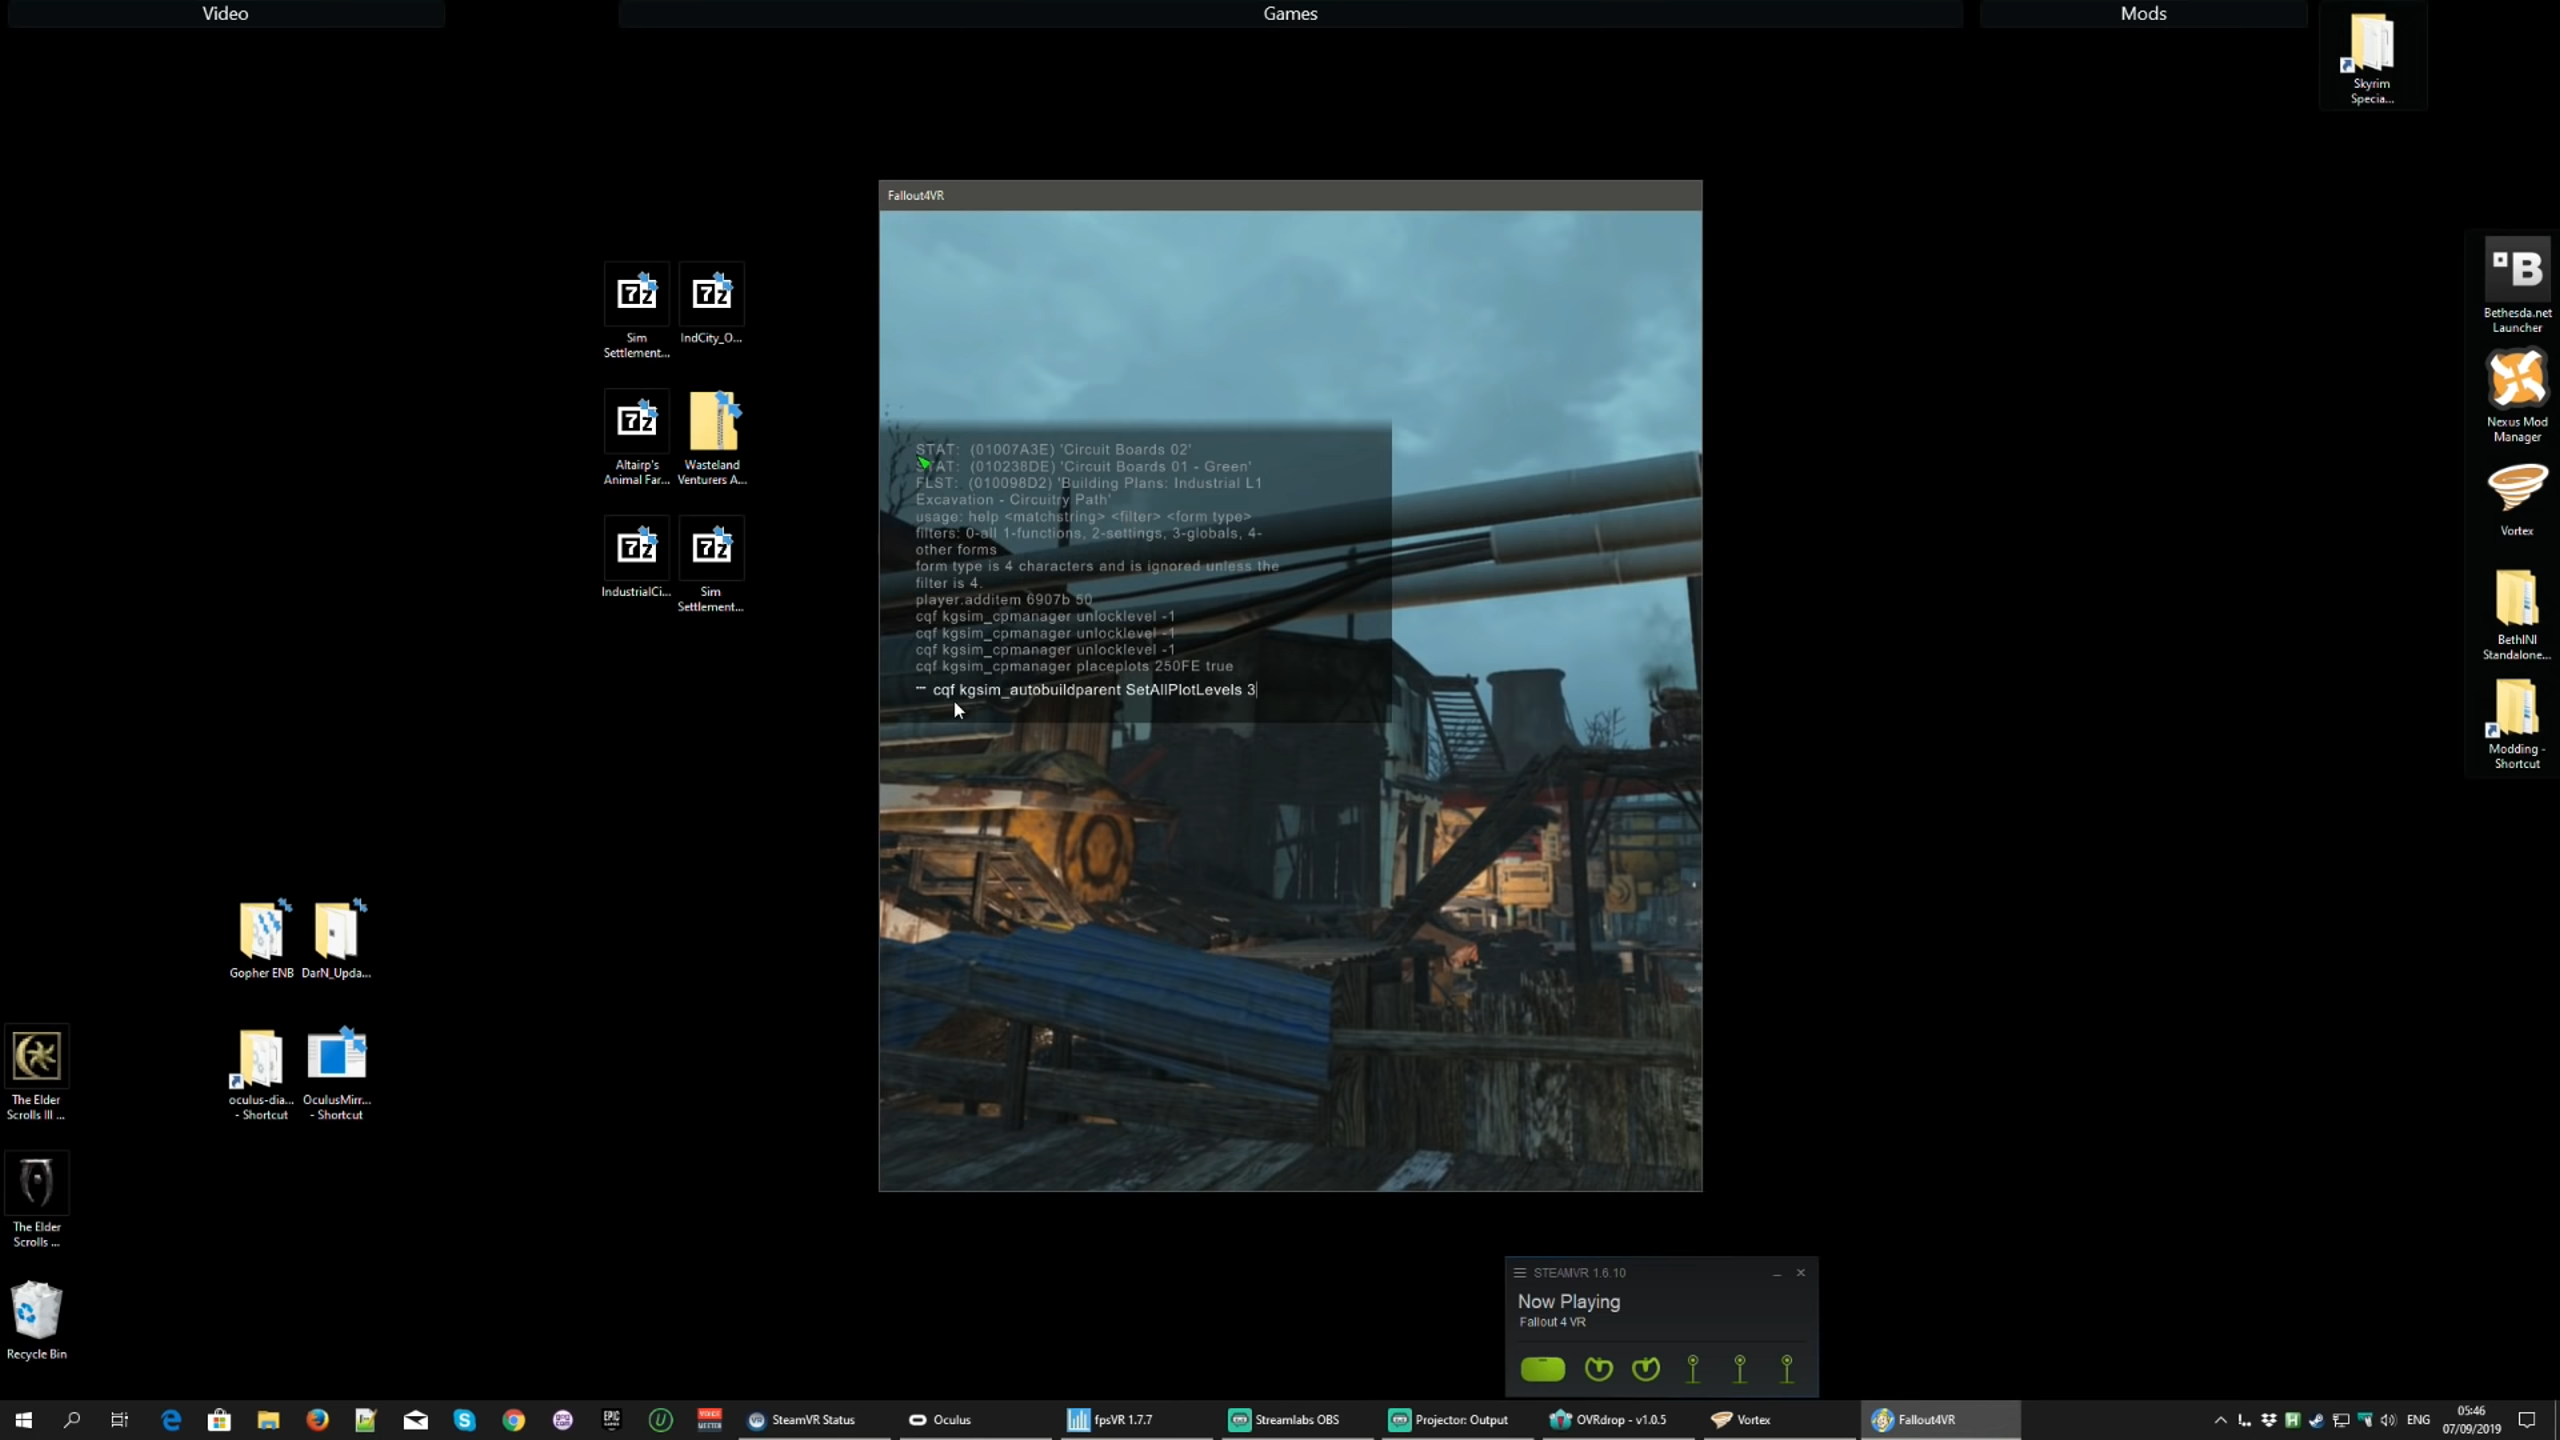 Video
Games
Mods
Skyrim
Specia...
Fallout4VR
Sim
Settlement...
IndCity_O...
Altairp's
Animal Far...
Wasteland
Venturers A...
IndustrialCi...
Sim
Settlement...
STAT: (01007A3E) 'Circuit Boards 02'
STAT: (010238DE) 'Circuit Boards 01 - Green'
FLST: (010098D2) 'Building Plans: Industrial L1
Excavation - Circuitry Path'
usage: help <matchstring> <filter> <form type>
filters: 0-all 1-functions, 2-settings, 3-globals, 4-
other forms
form type is 4 characters and is ignored unless the
filter is 4.
player.additem 6907b 50
cqf kgsim_cpmanager unlocklevel -1
cqf kgsim_cpmanager unlocklevel -1
cqf kgsim_cpmanager unlocklevel -1
cqf kgsim_cpmanager placeplots 250FE true
cqf kgsim_autobuildparent SetAllPlotLevels 3
B
Bethesda.net
Launcher
Nexus Mod
Manager
Vortex
BethINI
Standalone...
Modding -
Shortcut
Gopher ENB
DarN_Upda...
oculus-dia...
- Shortcut
OculusMirr...
- Shortcut
The Elder
Scrolls III ...
The Elder
Scrolls ...
Recycle Bin
STEAMVR 1.6.10
Now Playing
Fallout 4 VR
SteamVR Status
Oculus
fpsVR 1.7.7
Streamlabs OBS
Projector: Output
OVRdrop - v1.0.5
Vortex
Fallout4VR
ENG
05:46
07/09/2019